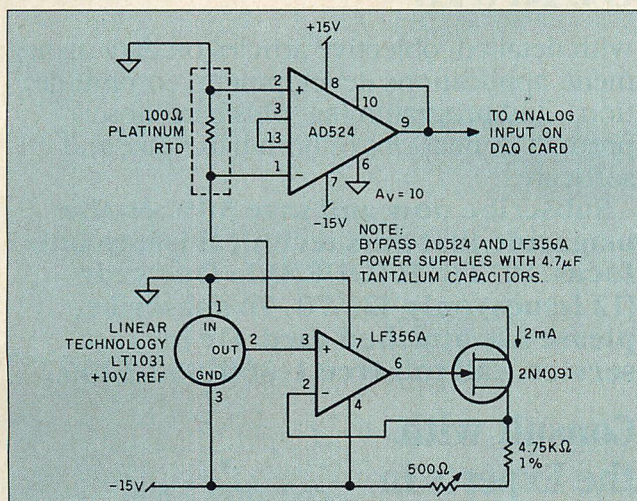 +15V
8
2
+
10
3
100Ω
PLATINUM
RTD
AD524
9
TO ANALOG
INPUT ON
DAQ CARD
13
6
1
−
7
A_V = 10
−15V
NOTE:
BYPASS AD524 AND LF356A
POWER SUPPLIES WITH 4.7µF
TANTALUM CAPACITORS.
1
IN
LINEAR
TECHNOLOGY
LT1031
+10V REF
OUT
2
GND
3
LF356A
3
+
7
6
2
−
4
2mA
2N4091
4.75KΩ
1%
500Ω
−15V